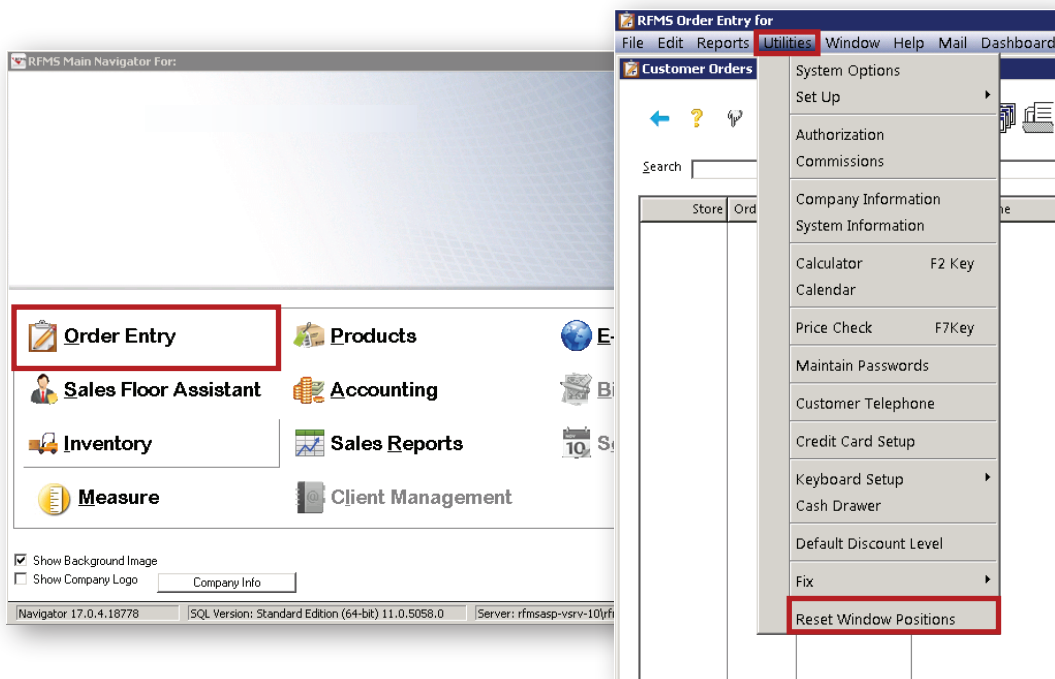 RFMS Main Navigator For:
Order Entry
Products
E-
Sales Floor Assistant
Accounting
Bi
Inventory
Sales Reports
10
Measure
Client Management
Show Background Image
Show Company Logo
Company Info
Navigator 17.0.4.18778
SQL Version: Standard Edition (64-bit) 11.0.5058.0
Server: rfmsasp-vsrv-10\rf
RFMS Order Entry for
File Edit Reports Utilities Window Help Mail Dashboard
Customer Orders
Search
Store Ord
System Options
Set Up
Authorization
Commissions
Company Information
System Information
Calculator F2 Key
Calendar
Price Check F7Key
Maintain Passwords
Customer Telephone
Credit Card Setup
Keyboard Setup
Cash Drawer
Default Discount Level
Fix
Reset Window Positions